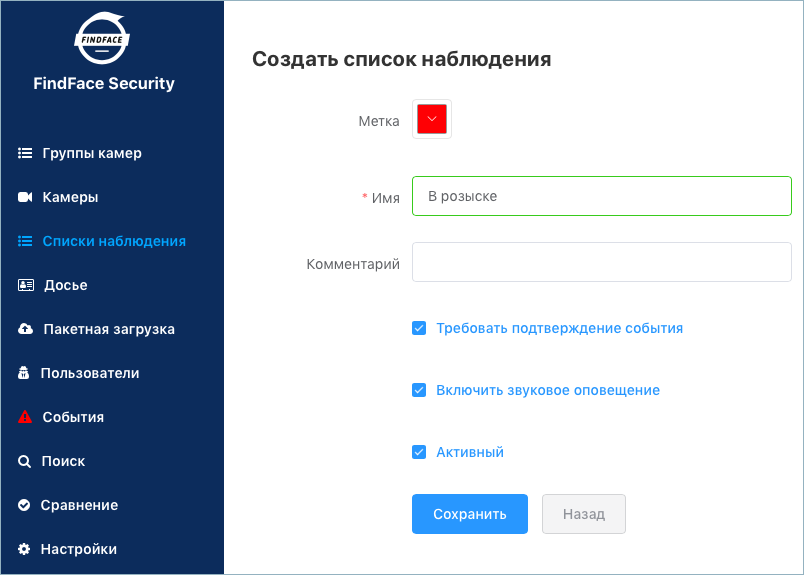 FINDFACE
FindFace Security
Группы камер
Камеры
Списки наблюдения
Досье
Пакетная загрузка
Пользователи
События
Поиск
Сравнение
Настройки
Создать список наблюдения
Метка
* Имя
В розыске
Комментарий
Требовать подтверждение события
Включить звуковое оповещение
Активный
Сохранить
Назад